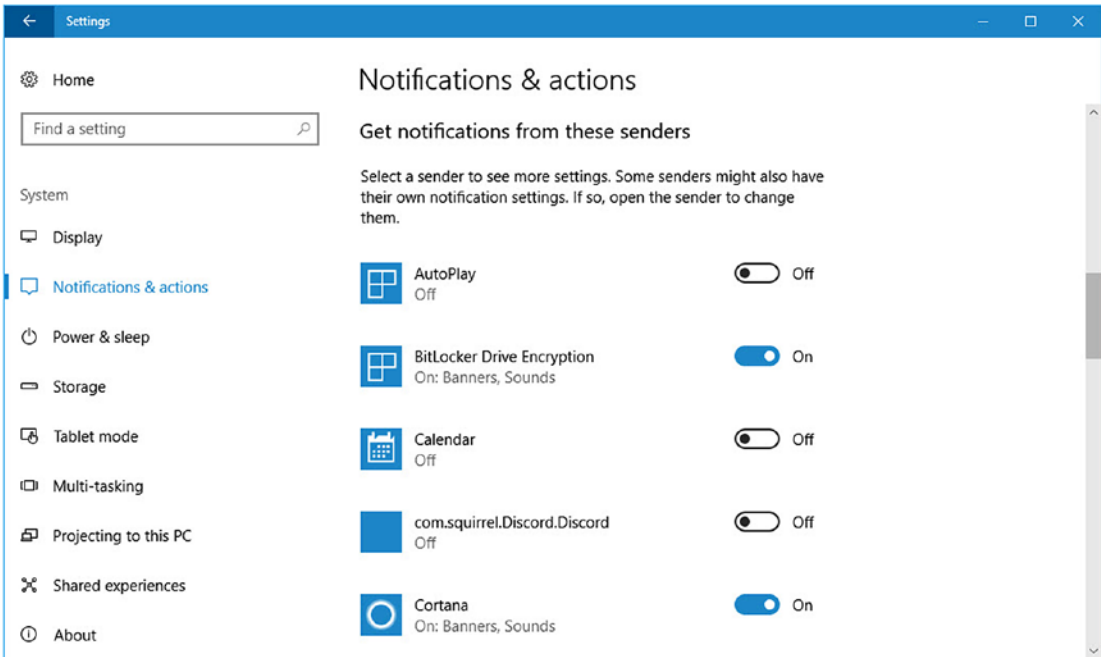 Settings
Home
Find a setting
System
Display
Notifications & actions
Power & sleep
Storage
Tablet mode
Multi-tasking
Projecting to this PC
Shared experiences
About
Notifications & actions
Get notifications from these senders
Select a sender to see more settings. Some senders might also have
their own notification settings. If so, open the sender to change
them.
AutoPlay
Off
Off
BitLocker Drive Encryption
On: Banners, Sounds
On
Calendar
Off
Off
com.squirrel.Discord.Discord
Off
Off
Cortana
On: Banners, Sounds
On